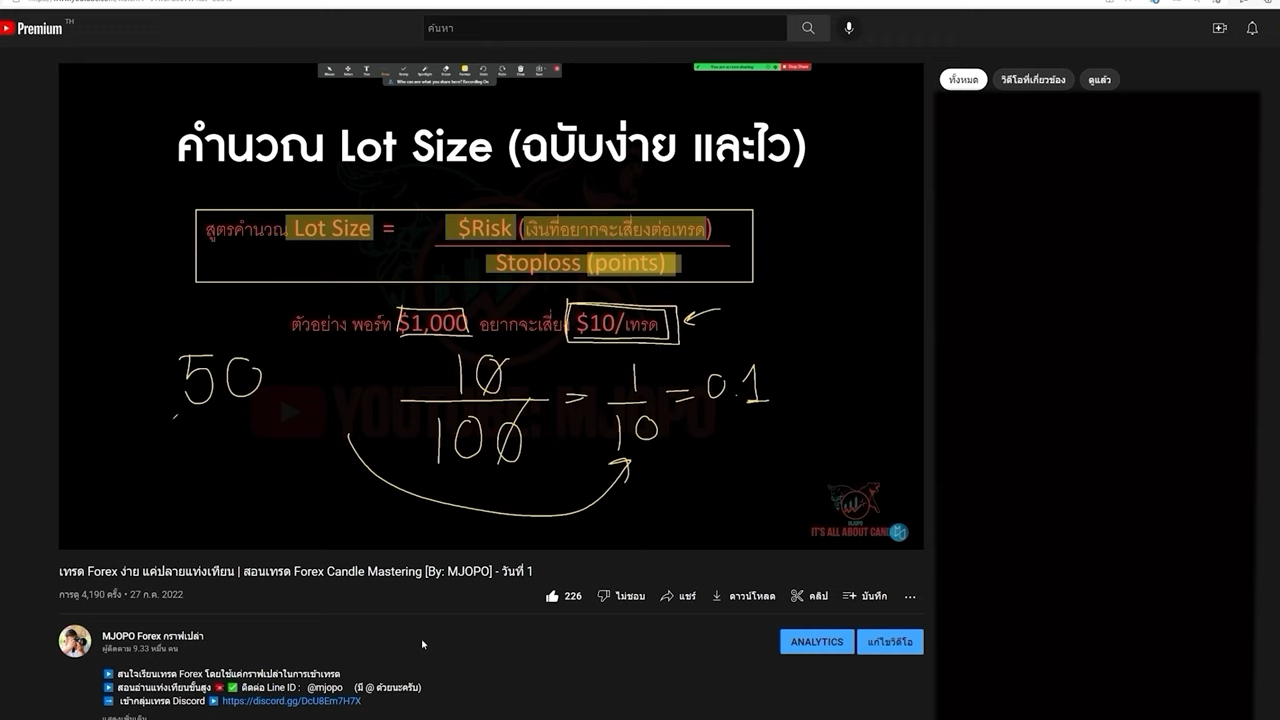 Premium TH
ค้นหา
ทั้งหมด
วิดีโอที่เกี่ยวข้อง
ดูแล้ว
คำนวณ Lot Size (ฉบับง่าย และไว)
สูตรคำนวณ Lot Size = $Risk (เงินที่อยากจะเสี่ยงต่อเทรด)
Stoploss (points)
ตัวอย่าง พอร์ท $1,000 อยากจะเสี่ย $10/เทรด
50
10
100
=
1
10
= 0.1
YOUTUBE: MJOPO
MJOPO
IT'S ALL ABOUT CAN
เทรด Forex ง่าย แค่ปลายแท่งเทียน | สอนเทรด Forex Candle Mastering [By: MJOPO] - วันที่ 1
การดู 4,190 ครั้ง • 27 ก.ค. 2022
226
ไม่ชอบ
แชร์
ดาวน์โหลด
คลิป
บันทึก
MJOPO Forex กราฟเปล่า
ผู้ติดตาม 9.33 หมื่น คน
ANALYTICS
แก้ไขวิดีโอ
สนใจเรียนเทรด Forex โดยใช้แค่กราฟเปล่าในการเข้าเทรด
สอนอ่านแท่งเทียนขั้นสูง ติดต่อ Line ID : @mjopo (มี @ ด้วยนะครับ)
เข้ากลุ่มเทรด Discord https://discord.gg/DcU8Em7H7X